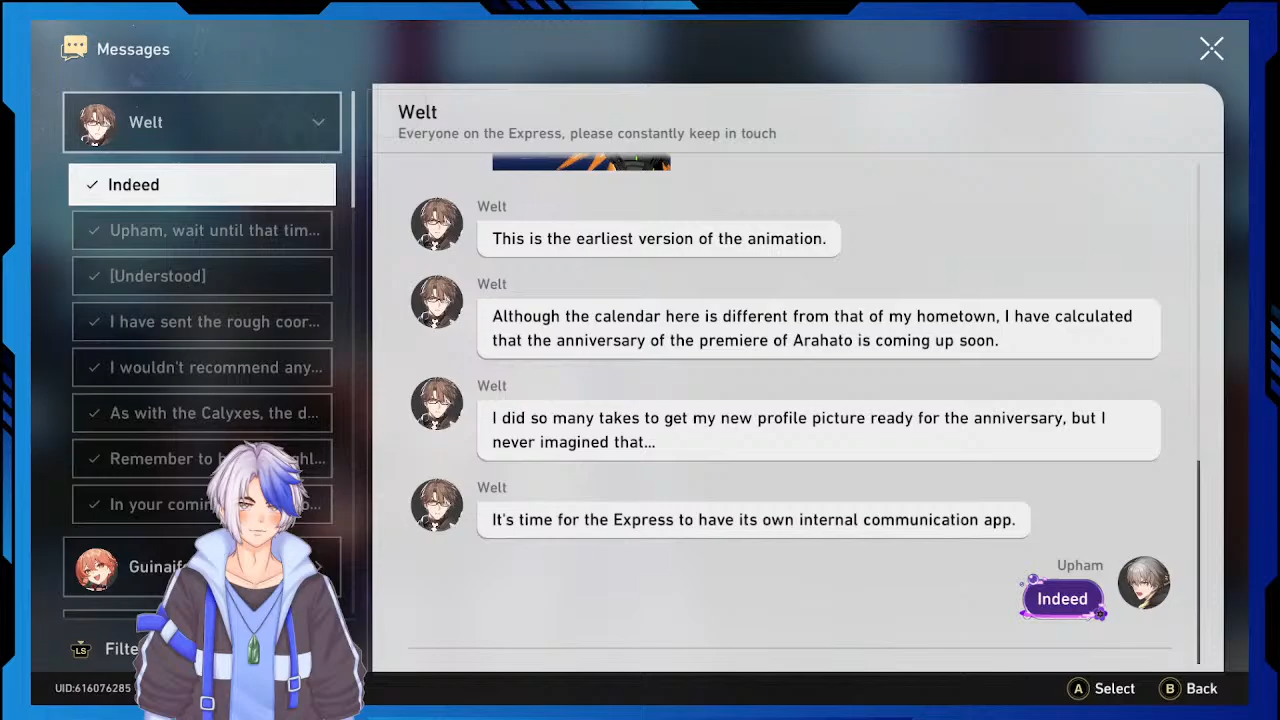 Messages
Welt
Indeed
Upham, wait until that tim...
[Understood]
I have sent the rough coor...
I wouldn't recommend any...
As with the Calyxes, the d...
Remember to
In your
LS
UID:616076285
Welt
Everyone on the Express, please constantly keep in touch
Welt
This is the earliest version of the animation.
Welt
Although the calendar here is different from that of my hometown, I have calculated
that the anniversary of the premiere of Arahato is coming up soon.
Welt
I did so many takes to get my new profile picture ready for the anniversary, but I
never imagined that...
Welt
It's time for the Express to have its own internal communication app.
Upham
Indeed
A Select
B Back